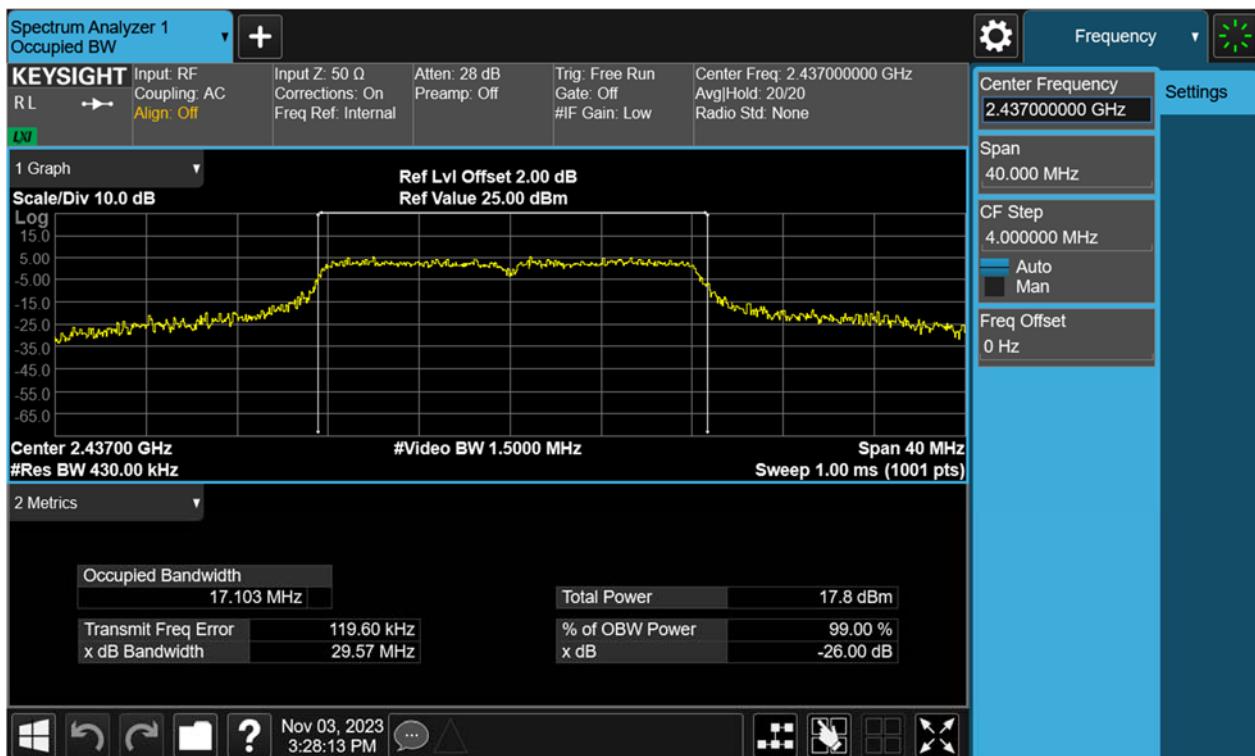 Spectrum Analyzer 1
Occupied BW
+
Frequency
KEYSIGHT
R L
LXI
Input: RF
Coupling: AC
Align: Off
Input Z: 50 Ω
Corrections: On
Freq Ref: Internal
Atten: 28 dB
Preamp: Off
Trig: Free Run
Gate: Off
#IF Gain: Low
Center Freq: 2.437000000 GHz
Avg|Hold: 20/20
Radio Std: None
Center Frequency
2.437000000 GHz
Settings
Span
40.000 MHz
CF Step
4.000000 MHz
Auto
Man
Freq Offset
0 Hz
1 Graph
Scale/Div 10.0 dB
Ref Lvl Offset 2.00 dB
Ref Value 25.00 dBm
Log
15.0
5.00
-5.00
-15.0
-25.0
-35.0
-45.0
-55.0
-65.0
Center 2.43700 GHz
#Video BW 1.5000 MHz
Span 40 MHz
#Res BW 430.00 kHz
Sweep 1.00 ms (1001 pts)
2 Metrics
Occupied Bandwidth
17.103 MHz
Total Power 17.8 dBm
Transmit Freq Error 119.60 kHz
% of OBW Power 99.00 %
x dB Bandwidth 29.57 MHz
x dB -26.00 dB
?
Nov 03, 2023
3:28:13 PM